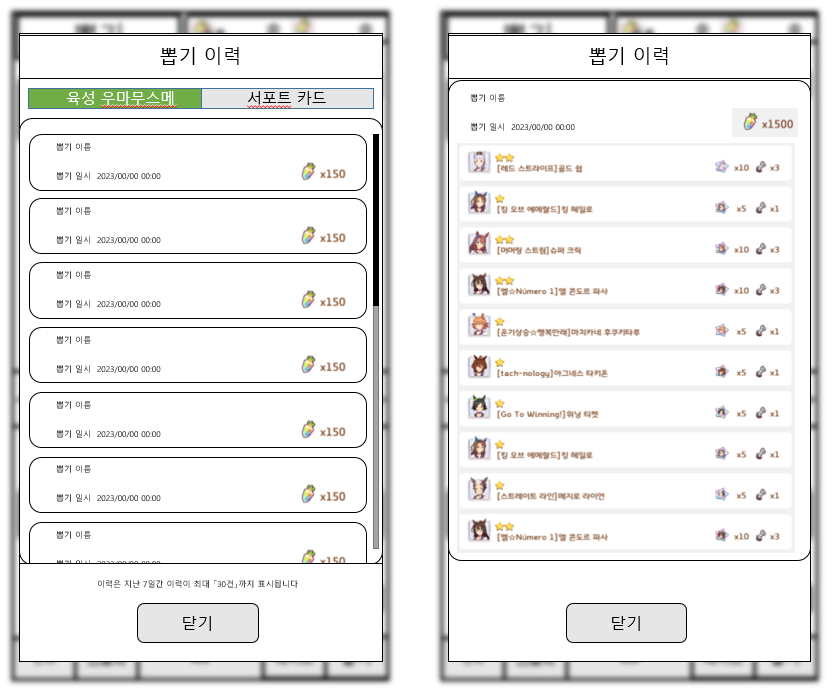 뽑기 이력
육성 우마무스메
서포트 카드
뽑기 이름
뽑기 일시 2023/00/00 00:00
x150
뽑기 이름
뽑기 일시 2023/00/00 00:00
x150
뽑기 이름
뽑기 일시 2023/00/00 00:00
x150
뽑기 이름
뽑기 일시 2023/00/00 00:00
x150
뽑기 이름
뽑기 일시 2023/00/00 00:00
x150
뽑기 이름
뽑기 일시 2023/00/00 00:00
x150
뽑기 이름
뽑기 일시 2023/00/00 00:00
x150
이력은 지난 7일간 이력이 최대 「30건」까지 표시됩니다
닫기
뽑기 이력
뽑기 이름
뽑기 일시 2023/00/00 00:00
x1500
[레드 스트라이프]골드 쉽 x10 x3
[킹 오브 에메랄드]킹 헤일로 x5 x1
[머머링 스트림]슈퍼 크릭 x10 x3
[엘☆Número 1]엘 콘도르 파사 x10 x3
[운기상승☆행복만래]마치카네 후쿠키타루 x5 x1
[tach-nology]아그네스 타키온 x5 x1
[Go To Winning!]위닝 티켓 x5 x1
[킹 오브 에메랄드]킹 헤일로 x5 x1
[스트레이트 라인]메지로 라이언 x5 x1
[엘☆Número 1]엘 콘도르 파사 x10 x3
닫기